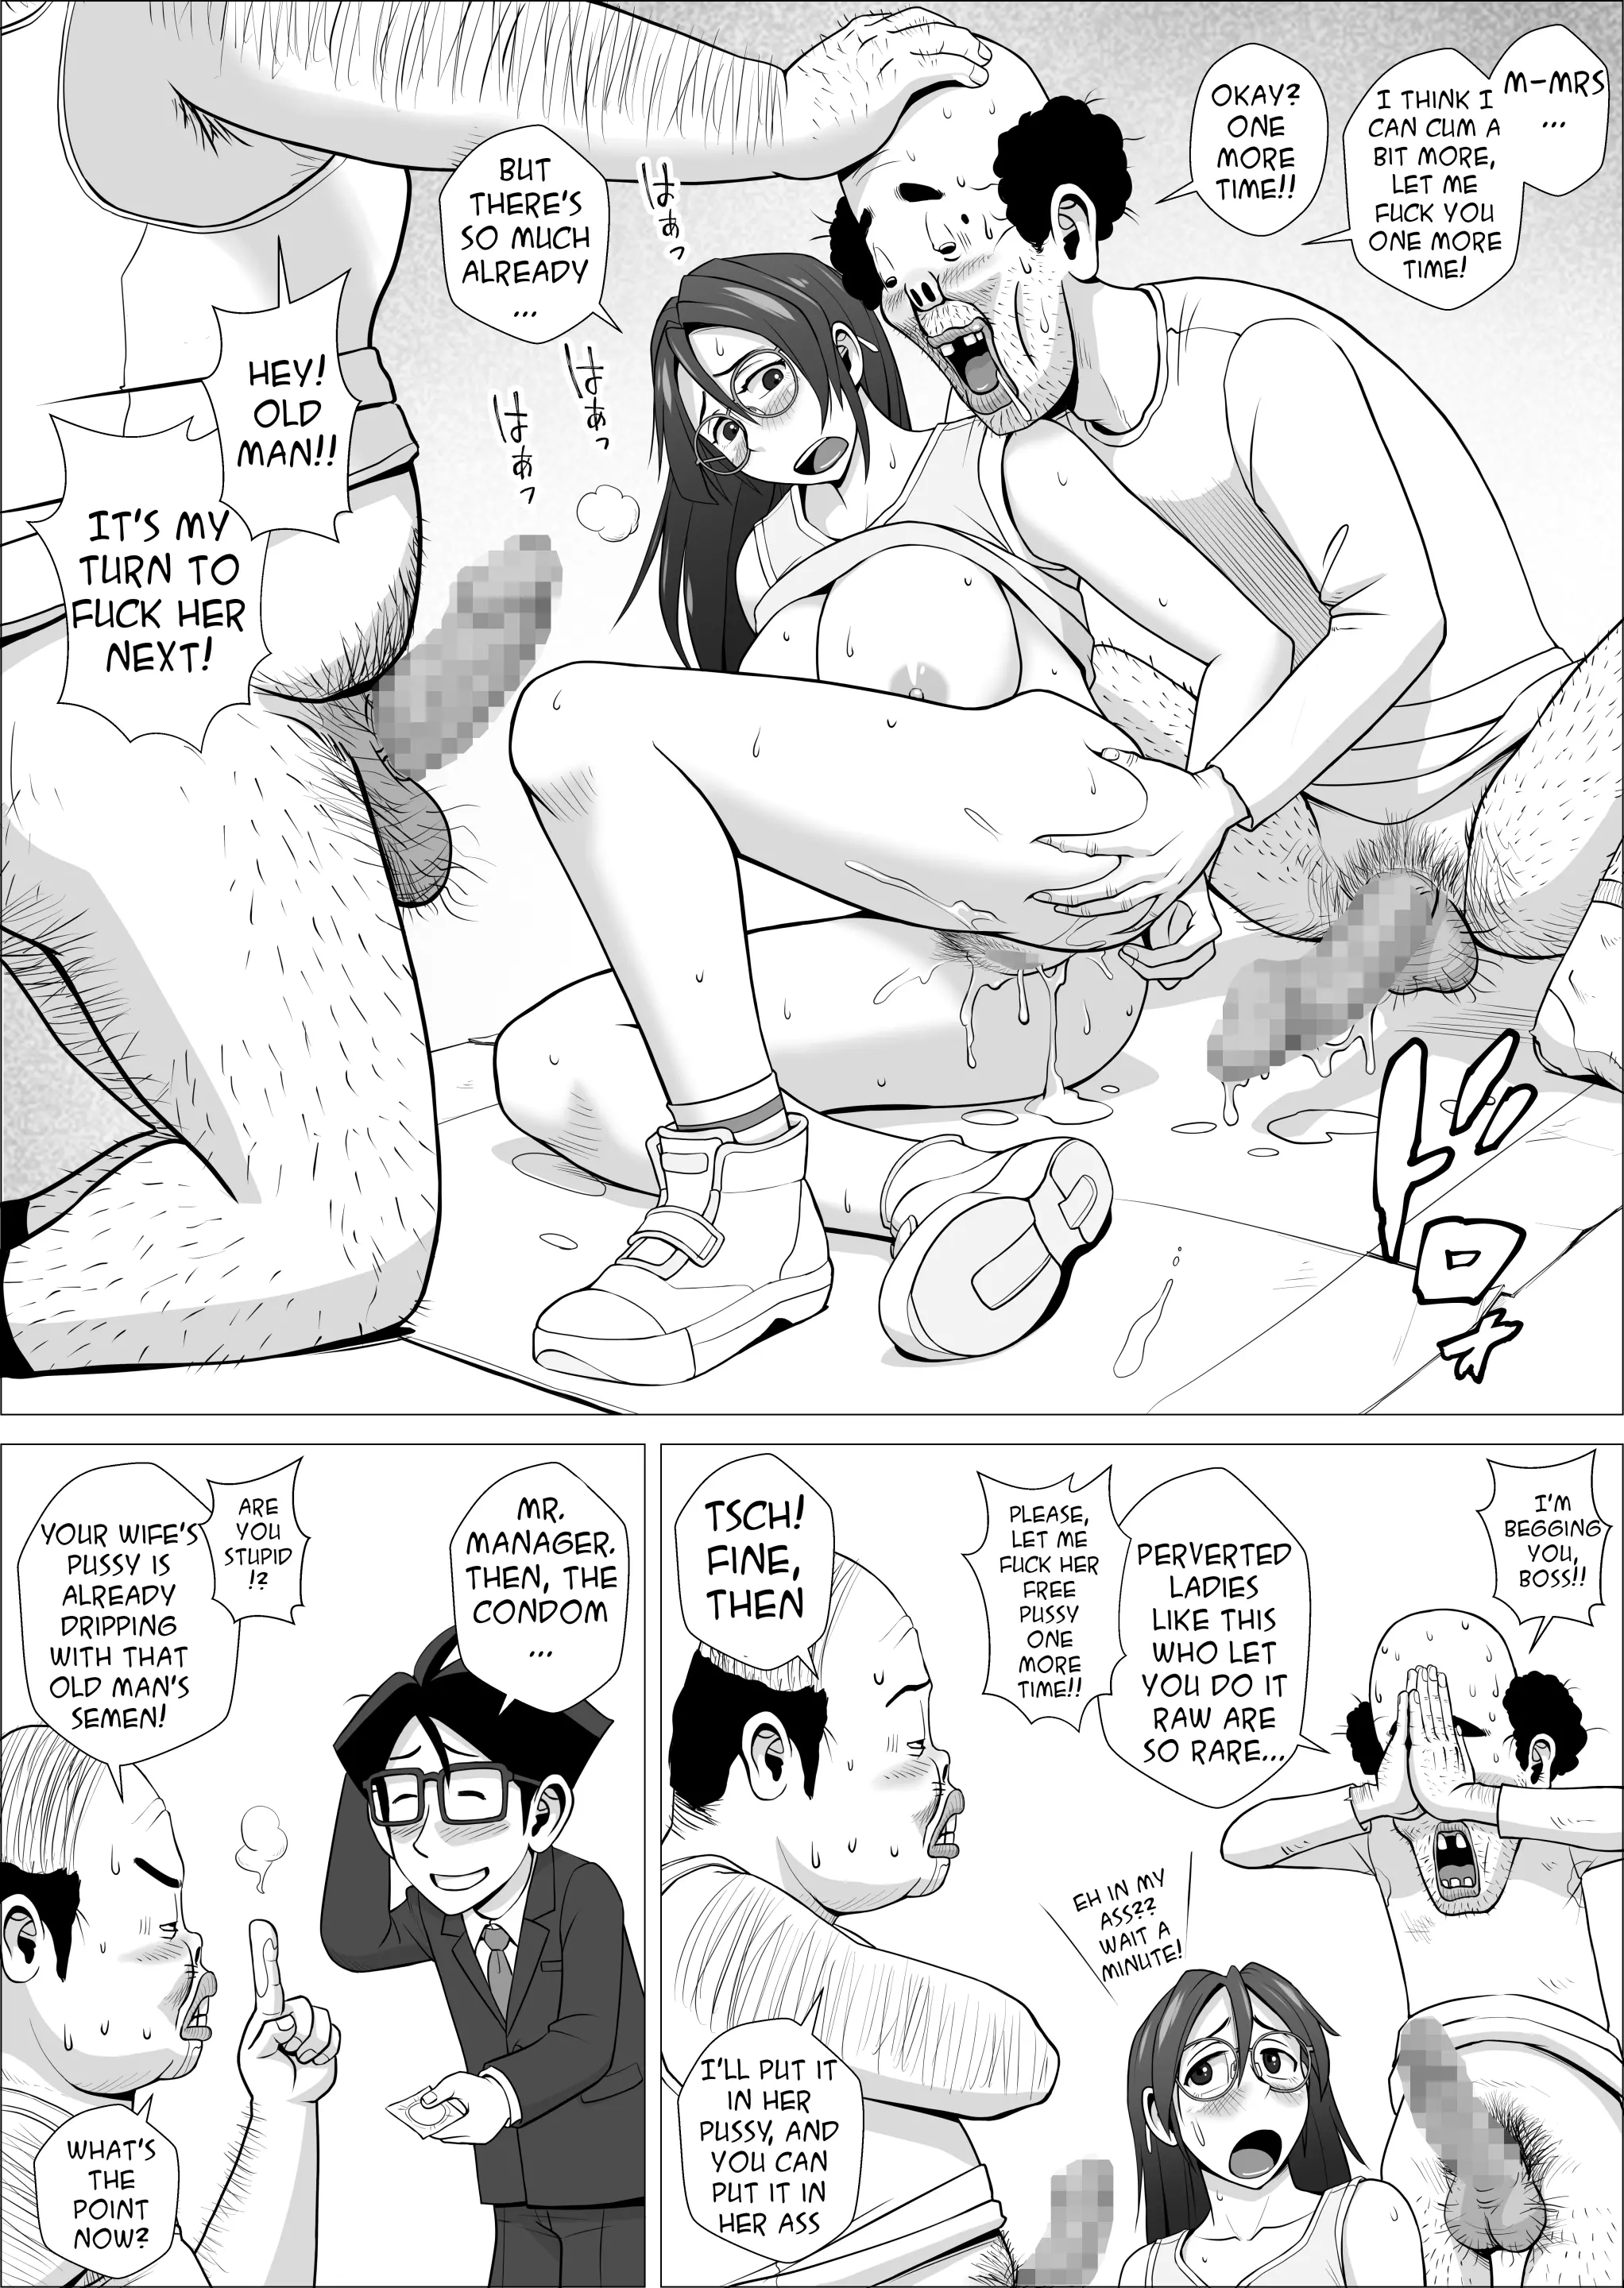 M-MRS
...
I THINK I
CAN CUM A
BIT MORE,
LET ME
FUCK YOU
ONE MORE
TIME!
OKAY?
ONE
MORE
TIME!!
BUT
THERE'S
SO MUCH
ALREADY
...
はぁっ
はぁっ
はぁっ
HEY!
OLD
MAN!!
IT'S MY
TURN TO
FUCK HER
NEXT!
ドロ
I'M
BEGGING
YOU,
BOSS!!
PERVERTED
LADIES
LIKE THIS
WHO LET
YOU DO IT
RAW ARE
SO RARE...
PLEASE,
LET ME
FUCK HER
FREE
PUSSY
ONE
MORE
TIME!!
TSCH!
FINE,
THEN
I'LL PUT IT
IN HER
PUSSY, AND
YOU CAN
PUT IT IN
HER ASS
EH IN MY
ASS??
WAIT A
MINUTE!
MR.
MANAGER.
THEN, THE
CONDOM
...
ARE
YOU
STUPID
!?
YOUR WIFE'S
PUSSY IS
ALREADY
DRIPPING
WITH THAT
OLD MAN'S
SEMEN!
WHAT'S
THE
POINT
NOW?